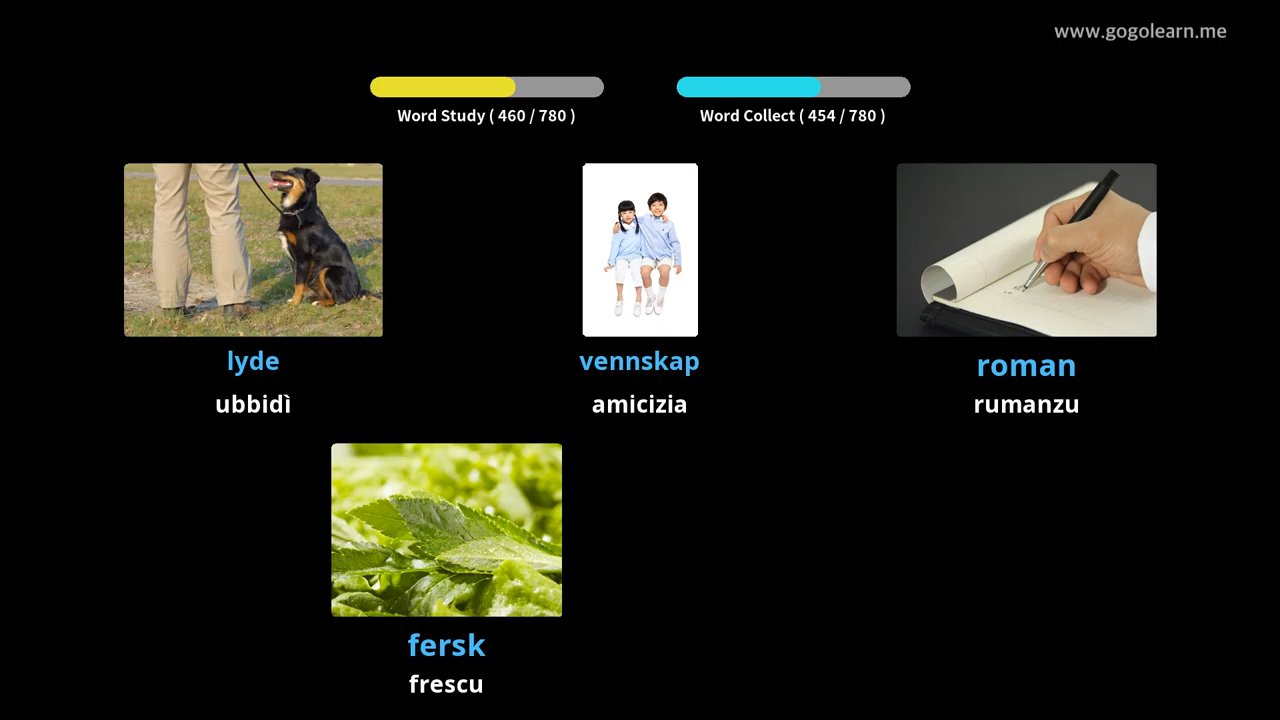 www.gogolearn.me
Word Study ( 460 / 780 )
Word Collect ( 454 / 780 )
lyde
ubbidì
vennskap
amicizia
roman
rumanzu
fersk
frescu